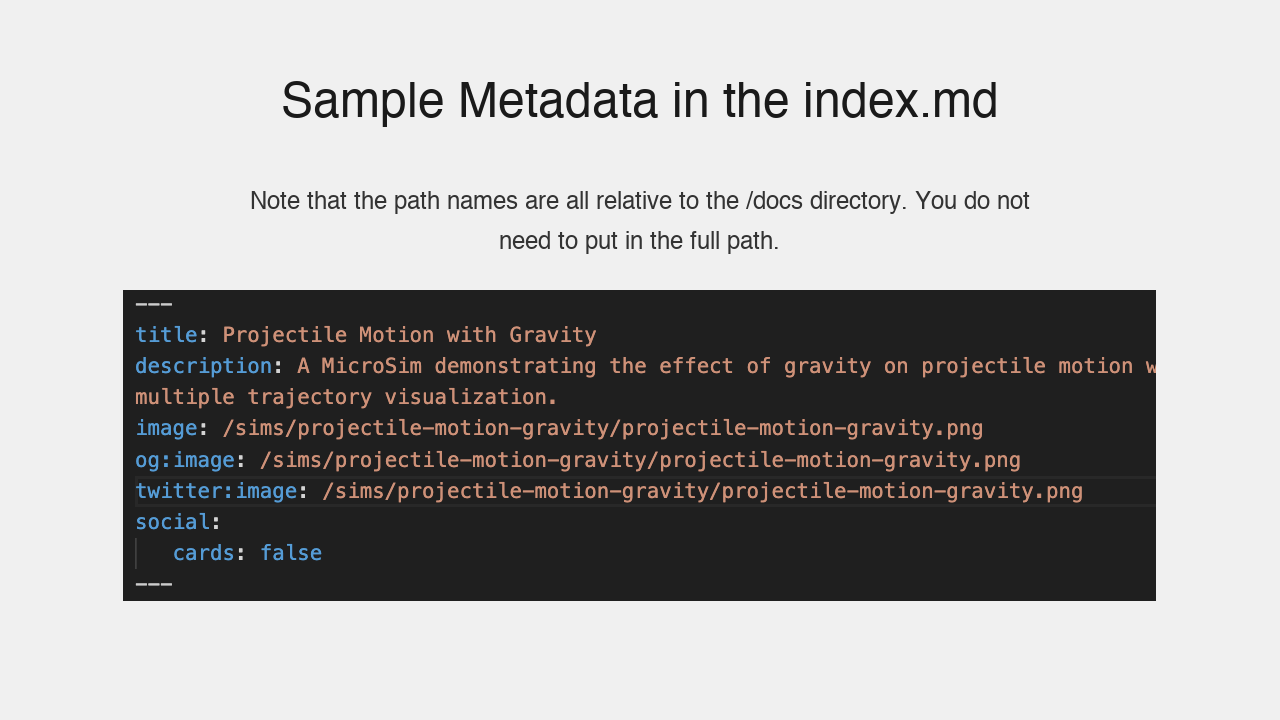 Sample Metadata in the index.md
Note that the path names are all relative to the /docs directory. You do not
need to put in the full path.
---
title: Projectile Motion with Gravity
description: A MicroSim demonstrating the effect of gravity on projectile motion w
multiple trajectory visualization.
image: /sims/projectile-motion-gravity/projectile-motion-gravity.png
og:image: /sims/projectile-motion-gravity/projectile-motion-gravity.png
twitter:image: /sims/projectile-motion-gravity/projectile-motion-gravity.png
social:
   cards: false
---